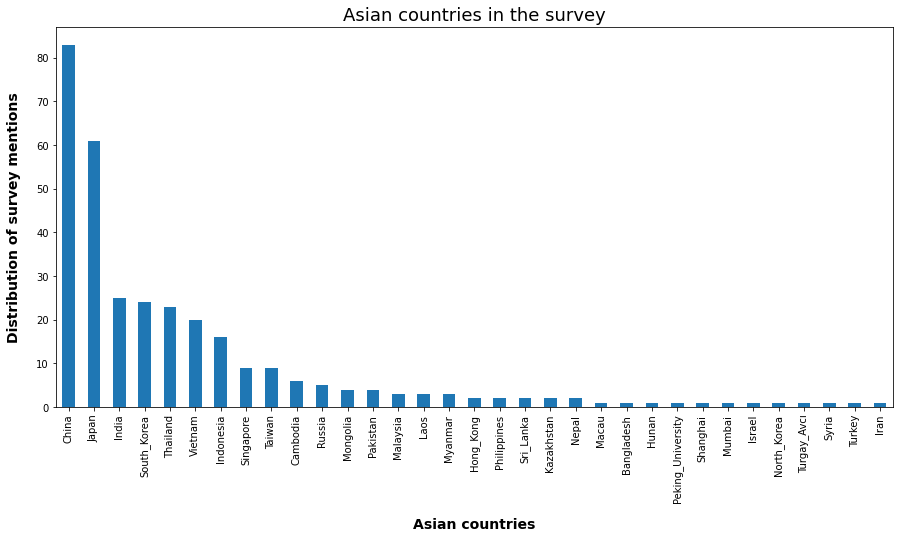 Asian countries in the survey
Distribution of survey mentions
80
70
60
50
40
30
20
10
0
China
Japan
India
South_Korea
Thailand
Vietnam
Indonesia
Singapore
Taiwan
Cambodia
Russia
Mongolia
Pakistan
Malaysia
Laos
Myanmar
Hong_Kong
Philippines
Sri_Lanka
Kazakhstan
Nepal
Macau
Bangladesh
Hunan
Peking_University
Shanghai
Mumbai
Israel
North_Korea
Turgay_Avcı
Syria
Turkey
Iran
Asian countries